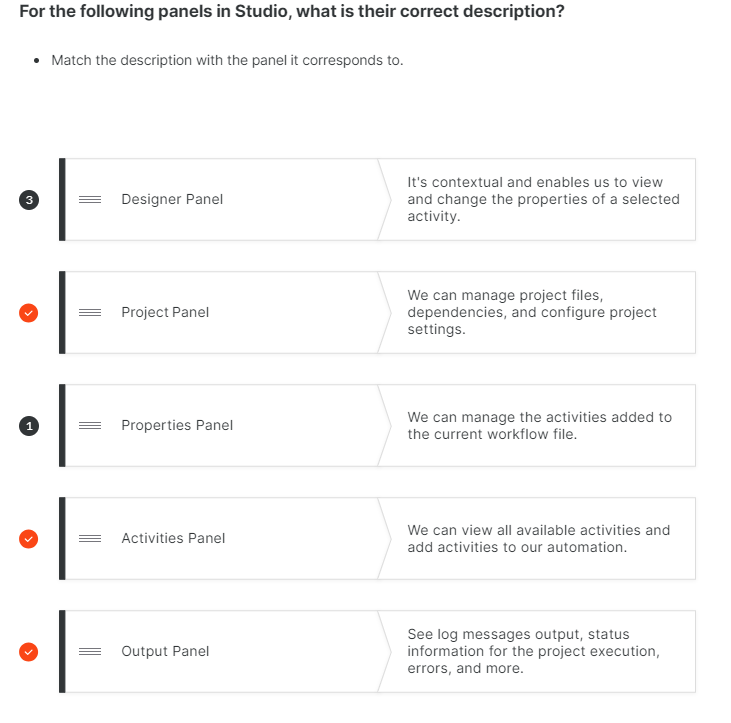 For the following panels in Studio, what is their correct description?
• Match the description with the panel it corresponds to.
3
Designer Panel
It's contextual and enables us to view
and change the properties of a selected
activity.
Project Panel
We can manage project files,
dependencies, and configure project
settings.
1
Properties Panel
We can manage the activities added to
the current workflow file.
Activities Panel
We can view all available activities and
add activities to our automation.
Output Panel
See log messages output, status
information for the project execution,
errors, and more.